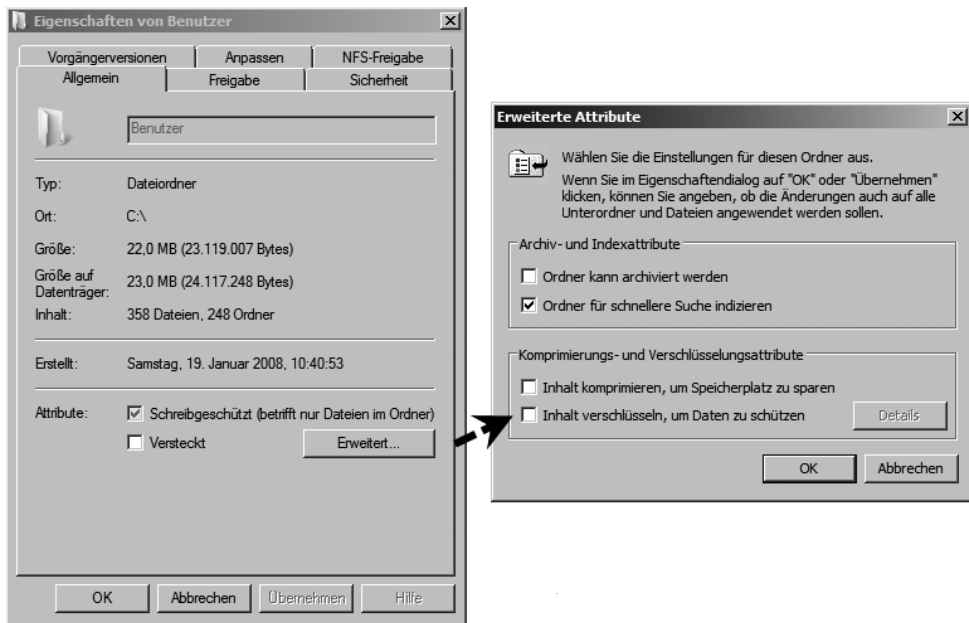 Eigenschaften von Benutzer
Vorgängerversionen
Anpassen
NFS-Freigabe
Allgemein
Freigabe
Sicherheit
Benutzer
Typ:
Dateiordner
Ort:
C:\
Größe:
22,0 MB (23.119.007 Bytes)
Größe auf
Datenträger:
23,0 MB (24.117.248 Bytes)
Inhalt:
358 Dateien, 248 Ordner
Erstellt:
Samstag, 19. Januar 2008, 10:40:53
Attribute:
Schreibgeschützt (betrifft nur Dateien im Ordner)
Versteckt
Erweitert...
OK
Abbrechen
Übernehmen
Hilfe
Erweiterte Attribute
Wählen Sie die Einstellungen für diesen Ordner aus.
Wenn Sie im Eigenschaftendialog auf "OK" oder "Übernehmen"
klicken, können Sie angeben, ob die Änderungen auch auf alle
Unterordner und Dateien angewendet werden sollen.
Archiv- und Indexattribute
Ordner kann archiviert werden
Ordner für schnellere Suche indizieren
Komprimierungs- und Verschlüsselungsattribute
Inhalt komprimieren, um Speicherplatz zu sparen
Inhalt verschlüsseln, um Daten zu schützen
Details
OK
Abbrechen